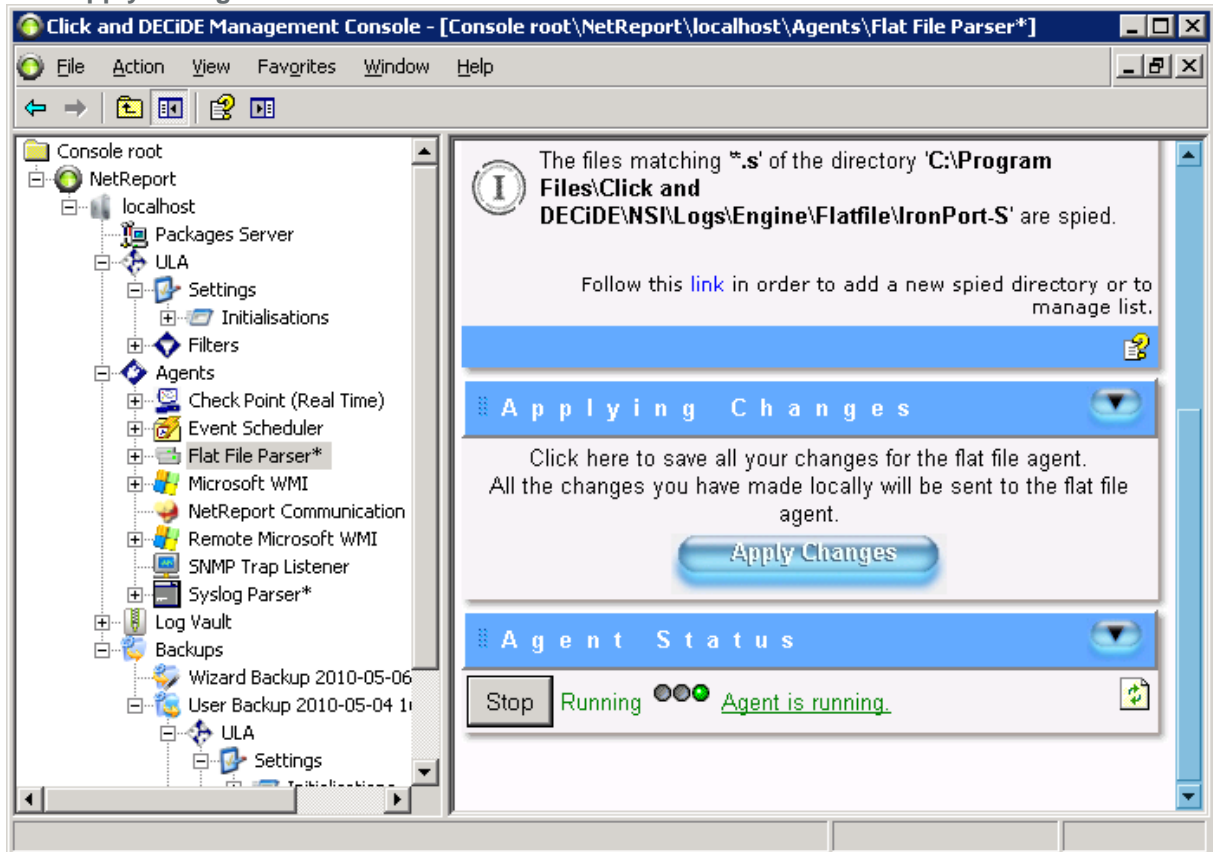 Click and DECiDE Management Console - [Console root\NetReport\localhost\Agents\Flat File Parser*]
File Action View Favorites Window Help
Console root
NetReport
localhost
Packages Server
ULA
Settings
Initialisations
Filters
Agents
Check Point (Real Time)
Event Scheduler
Flat File Parser*
Microsoft WMI
NetReport Communication
Remote Microsoft WMI
SNMP Trap Listener
Syslog Parser*
Log Vault
Backups
Wizard Backup 2010-05-06
User Backup 2010-05-04 1
ULA
Settings
The files matching '*.s' of the directory 'C:\Program
Files\Click and
DECiDE\NSI\Logs\Engine\Flatfile\IronPort-S' are spied.
Follow this link in order to add a new spied directory or to
manage list.
Applying Changes
Click here to save all your changes for the flat file agent.
All the changes you have made locally will be sent to the flat file
agent.
Apply Changes
Agent Status
Stop Running Agent is running.